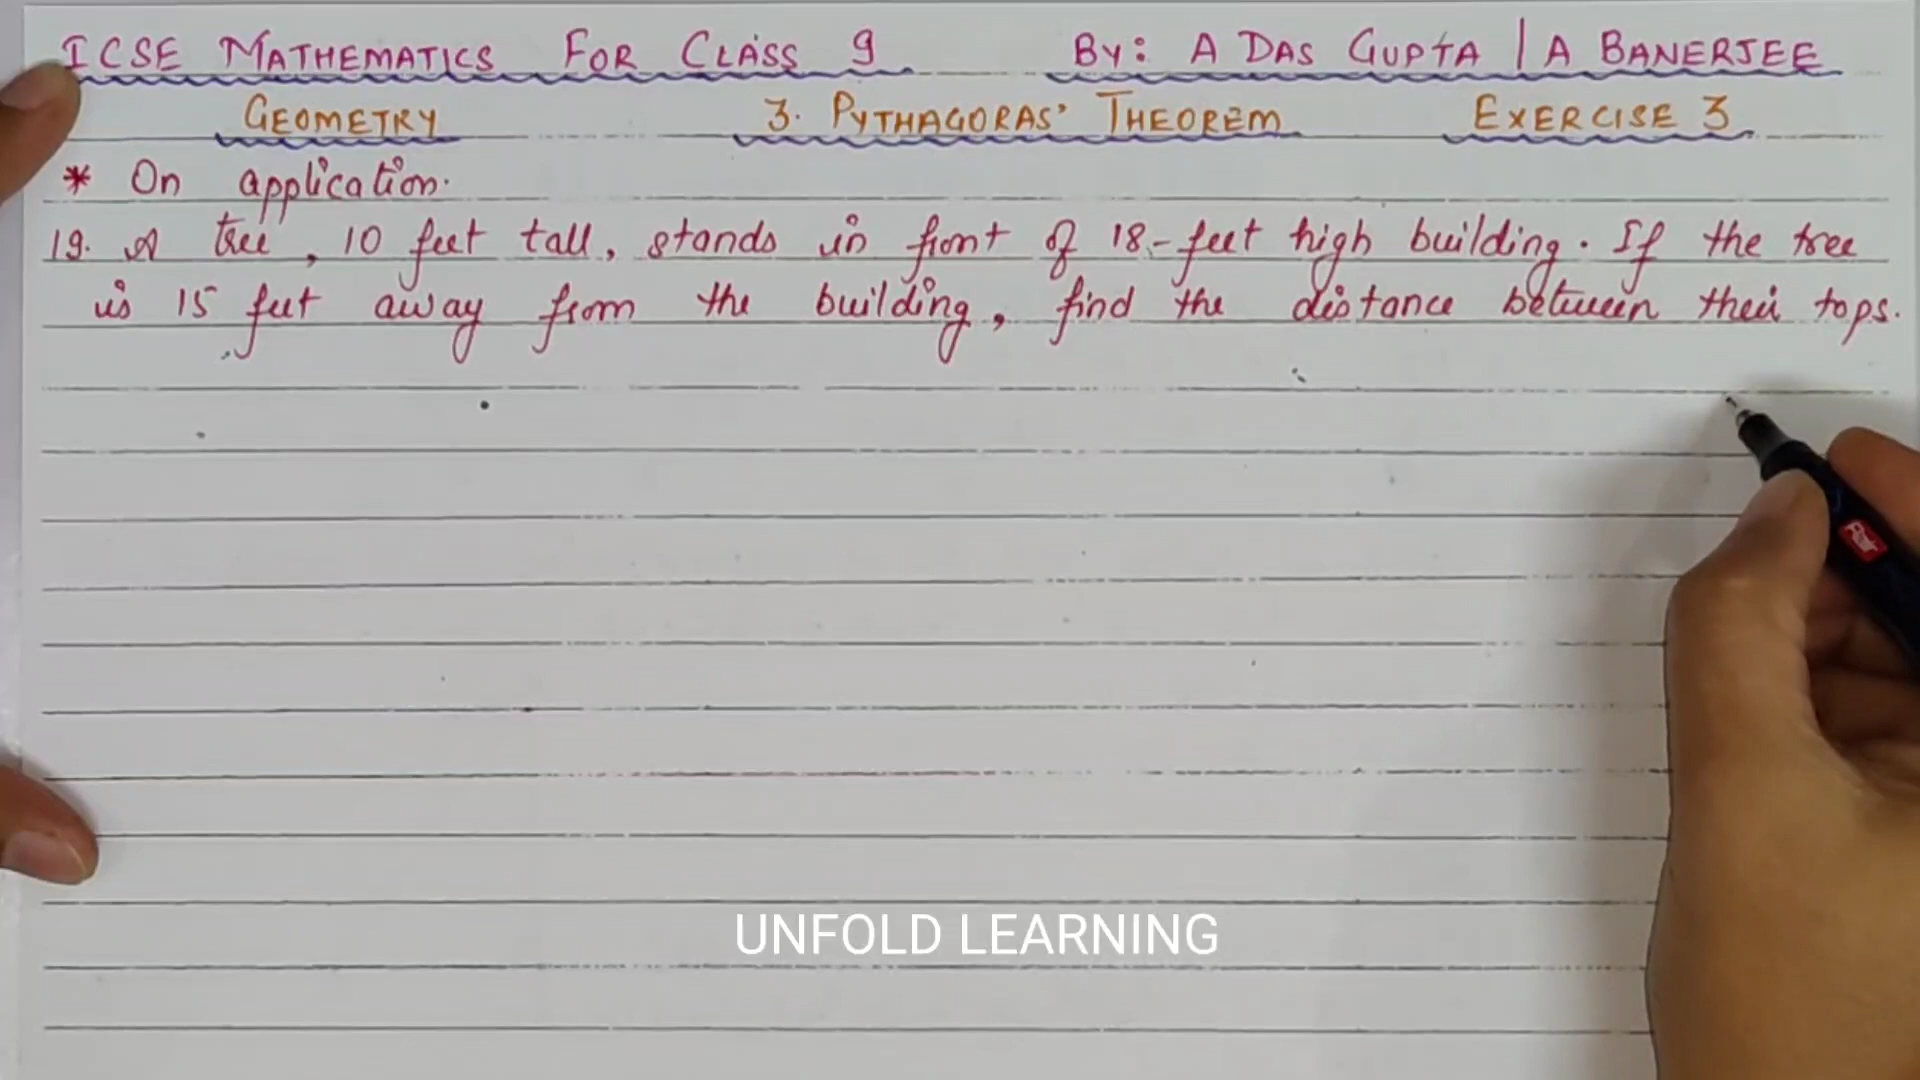 ICSE MATHEMATICS FOR CLASS 9 BY: A DAS GUPTA | A BANERJEE
GEOMETRY 3. PYTHAGORAS' THEOREM EXERCISE 3
* On application.
19. A tree, 10 feet tall, stands in front of 18-feet high building. If the tree
is 15 feet away from the building, find the distance between their tops.
UNFOLD LEARNING